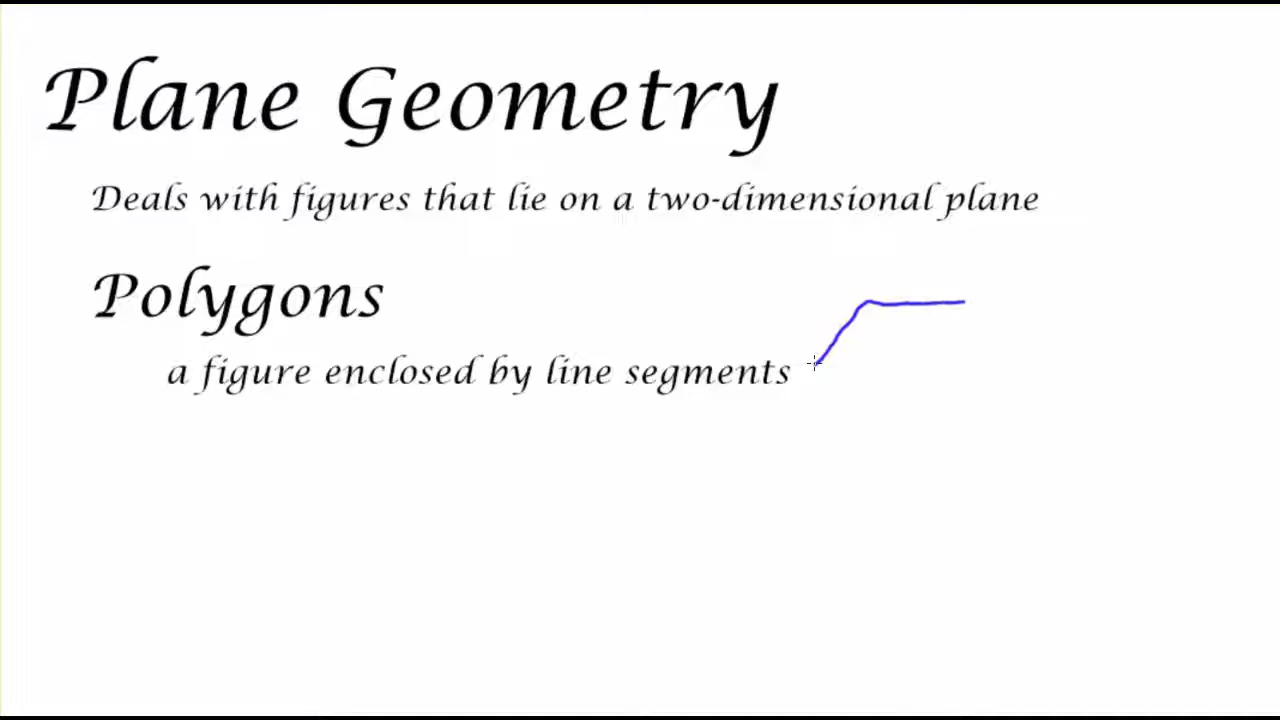 Plane Geometry
Deals with figures that lie on a two-dimensional plane
Polygons
a figure enclosed by line segments